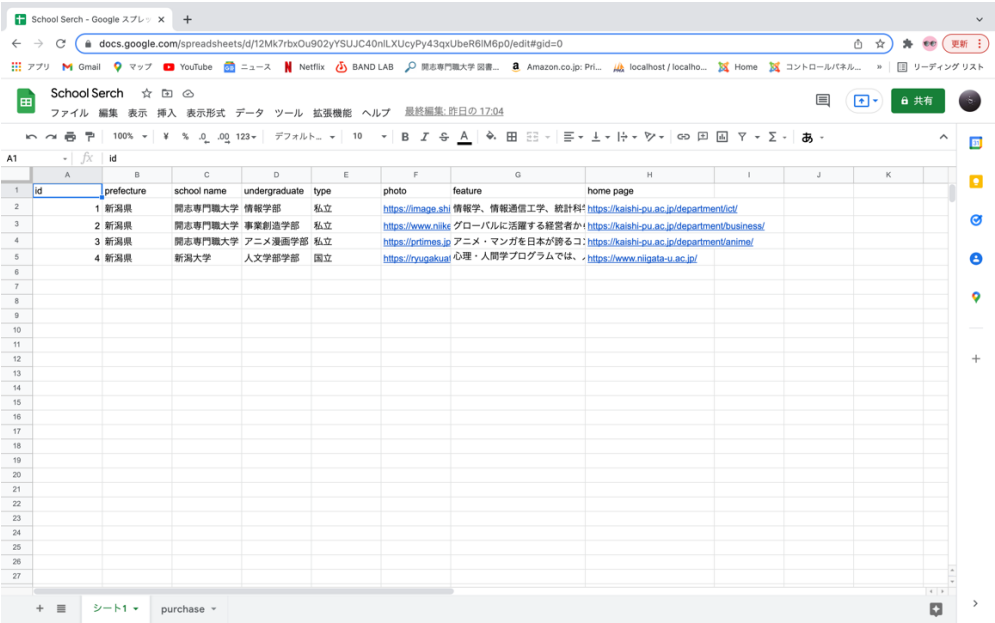 School Serch - Google スプレッ
docs.google.com/spreadsheets/d/12Mk7rbxOu902yYSUJC40nlLXUcyPy43qxUbeR6lM6p0/edit#gid=0
更新
アプリ Gmail マップ YouTube ニュース Netflix BAND LAB 開志専門職大学 図書... Amazon.co.jp: Pri... localhost / localho... Home コントロールパネル... » リーディング リスト
School Serch
ファイル 編集 表示 挿入 表示形式 データ ツール 拡張機能 ヘルプ 最終編集: 昨日の 17:04
共有
100% ¥ % .0 .00 123 デフォルト... 10 B I S A あ
A1 fx id
A B C D E F G H I J K
1 id prefecture school name undergraduate type photo feature home page
2 1 新潟県 開志専門職大学 情報学部 私立 https://image.shi 情報学、情報通信工学、統計科学 https://kaishi-pu.ac.jp/department/ict/
3 2 新潟県 開志専門職大学 事業創造学部 私立 https://www.niike グローバルに活躍する経営者か https://kaishi-pu.ac.jp/department/business/
4 3 新潟県 開志専門職大学 アニメ漫画学部 私立 https://prtimes.jp アニメ・マンガを日本が誇るコン https://kaishi-pu.ac.jp/department/anime/
5 4 新潟県 新潟大学 人文学部学部 国立 https://ryugakuat 心理・人間学プログラムでは、 https://www.niigata-u.ac.jp/
6
7
8
9
10
11
12
13
14
15
16
17
18
19
20
21
22
23
24
25
26
27
シート1 purchase